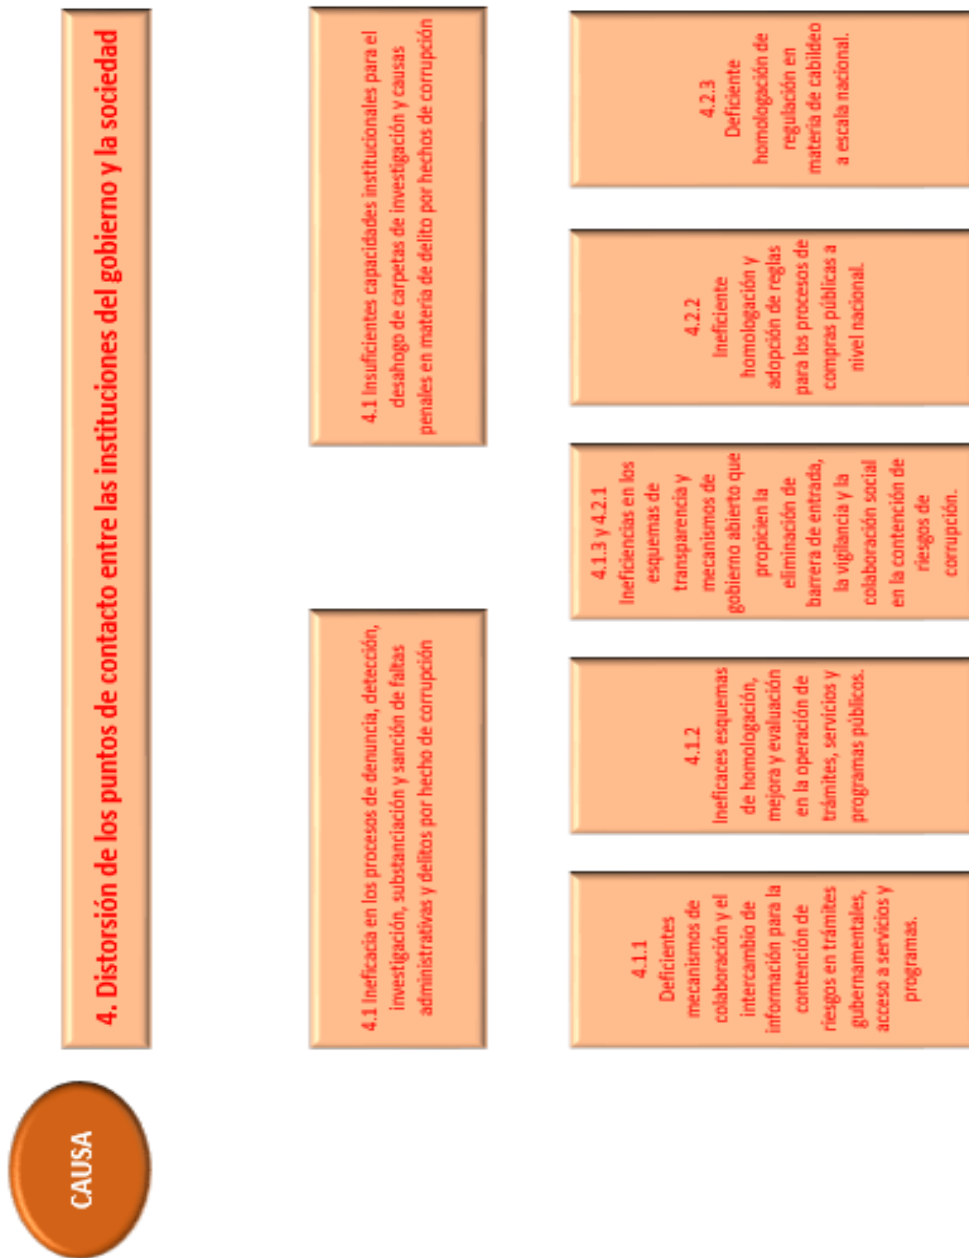 CAUSA
4. Distorsión de los puntos de contacto entre las instituciones del gobierno y la sociedad
4.1 Ineficacia en los procesos de denuncia, detección,
investigación, substanciación y sanción de faltas
administrativas y delitos por hecho de corrupción
4.1 Insuficientes capacidades institucionales para el
desahogo de carpetas de investigación y causas
penales en materia de delito por hechos de corrupción
4.1.1
Deficientes
mecanismos de
colaboración y el
intercambio de
información para la
contención de
riesgos en trámites
gubernamentales,
acceso a servicios y
programas.
4.1.2
Ineficaces esquemas
de homologación,
mejora y evaluación
en la operación de
trámites, servicios y
programas públicos.
4.1.3 y 4.2.1
Ineficiencias en los
esquemas de
transparencia y
mecanismos de
gobierno abierto que
propicien la
eliminación de
barrera de entrada,
la vigilancia y la
colaboración social
en la contención de
riesgos de
corrupción.
4.2.2
Ineficiente
homologación y
adopción de reglas
para los procesos de
compras públicas a
nivel nacional.
4.2.3
Deficiente
homologación de
regulación en
materia de cabildeo
a escala nacional.